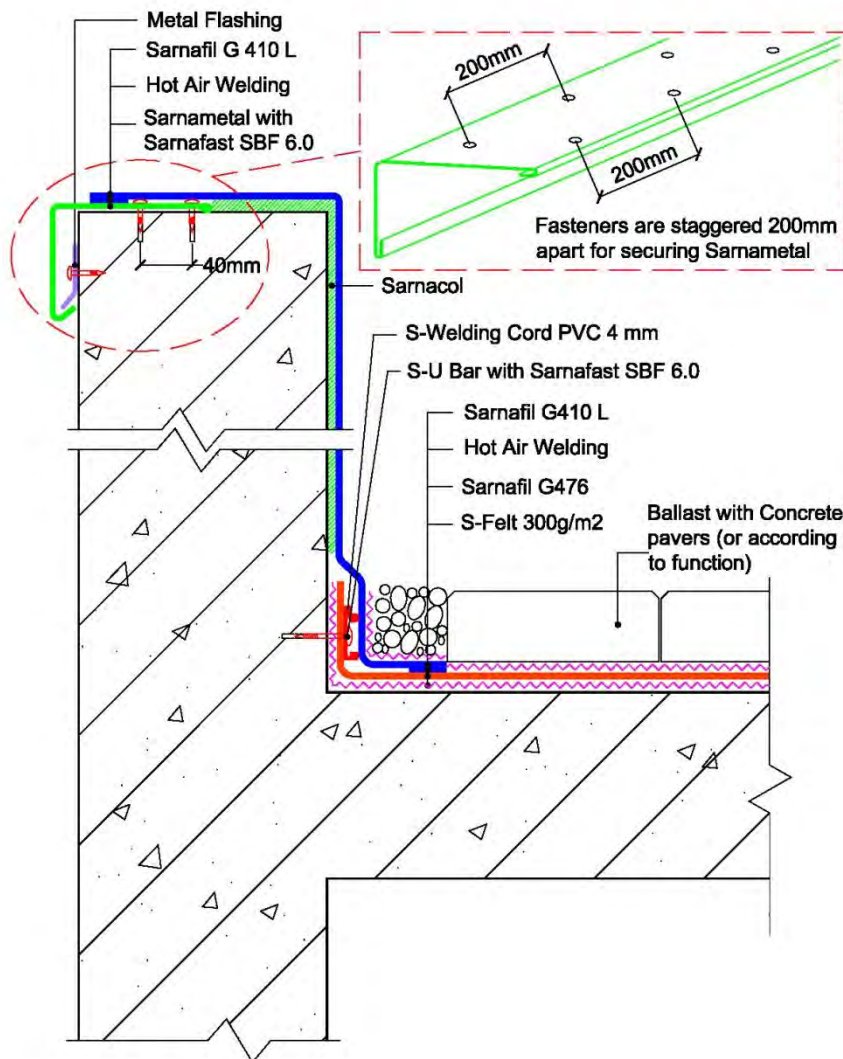 Metal Flashing
Sarnafil G 410 L
Hot Air Welding
Sarnametal with
Sarnafast SBF 6.0
200mm
200mm
Fasteners are staggered 200mm
apart for securing Sarnametal
40mm
Sarnacol
S-Welding Cord PVC 4 mm
S-U Bar with Sarnafast SBF 6.0
Sarnafil G410 L
Hot Air Welding
Sarnafil G476
S-Felt 300g/m2
Ballast with Concrete
pavers (or according
to function)